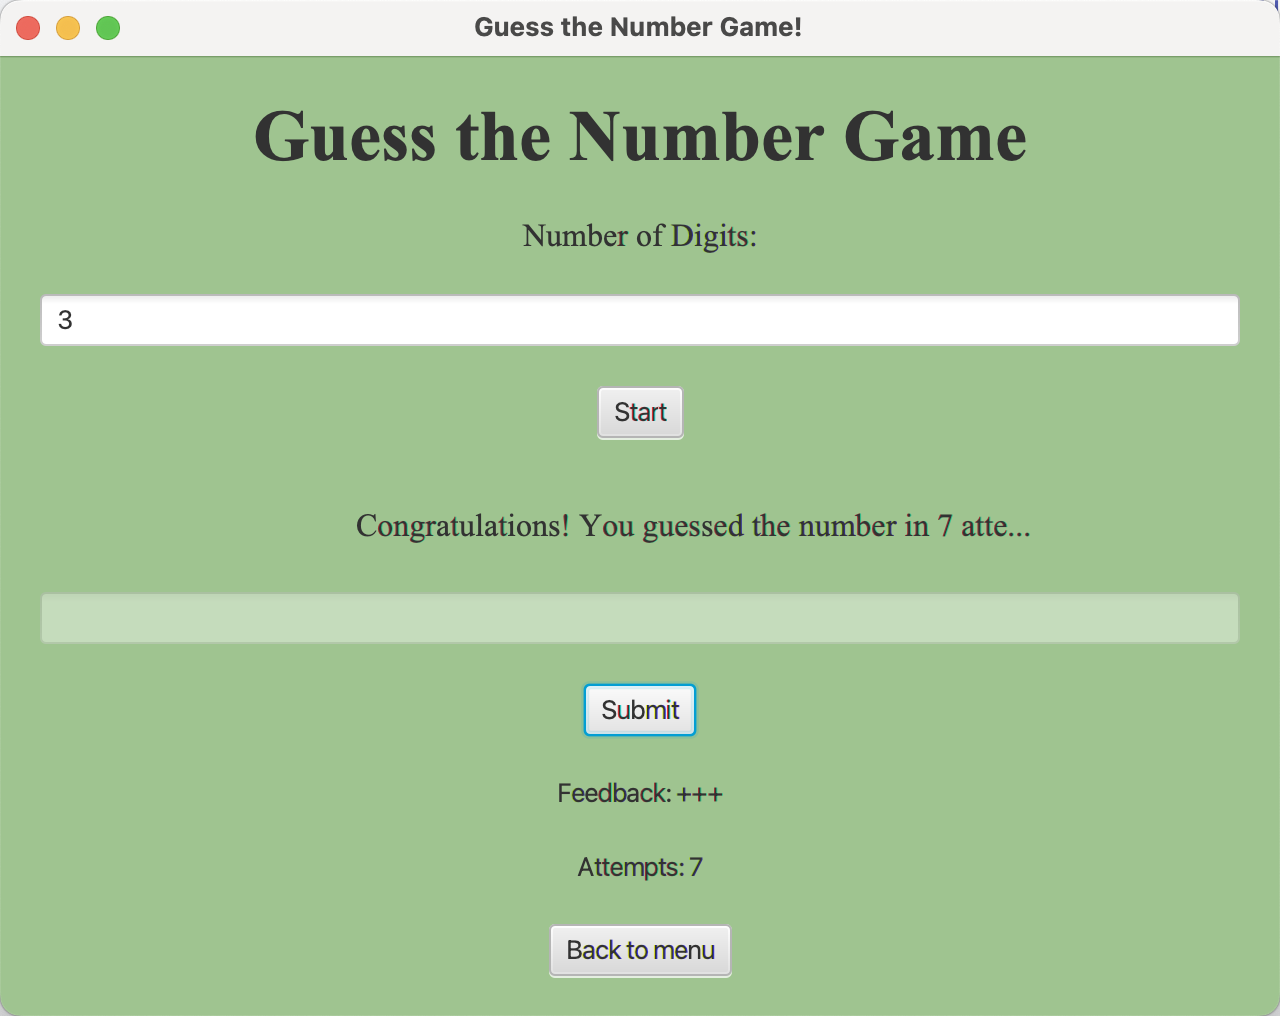 Guess the Number Game!
Guess the Number Game
Number of Digits:
3
Start
Congratulations! You guessed the number in 7 atte...
Submit
Feedback: +++
Attempts: 7
Back to menu